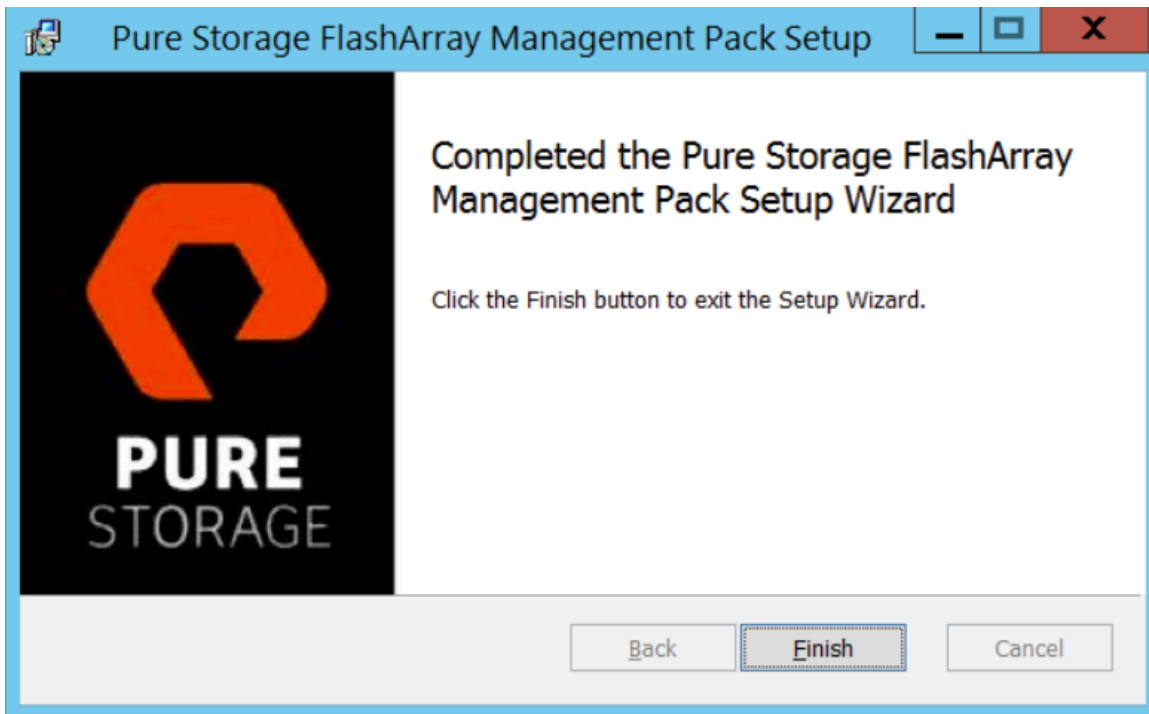 Pure Storage FlashArray Management Pack Setup
Completed the Pure Storage FlashArray
Management Pack Setup Wizard
Click the Finish button to exit the Setup Wizard.
PURE
STORAGE
Back
Finish
Cancel